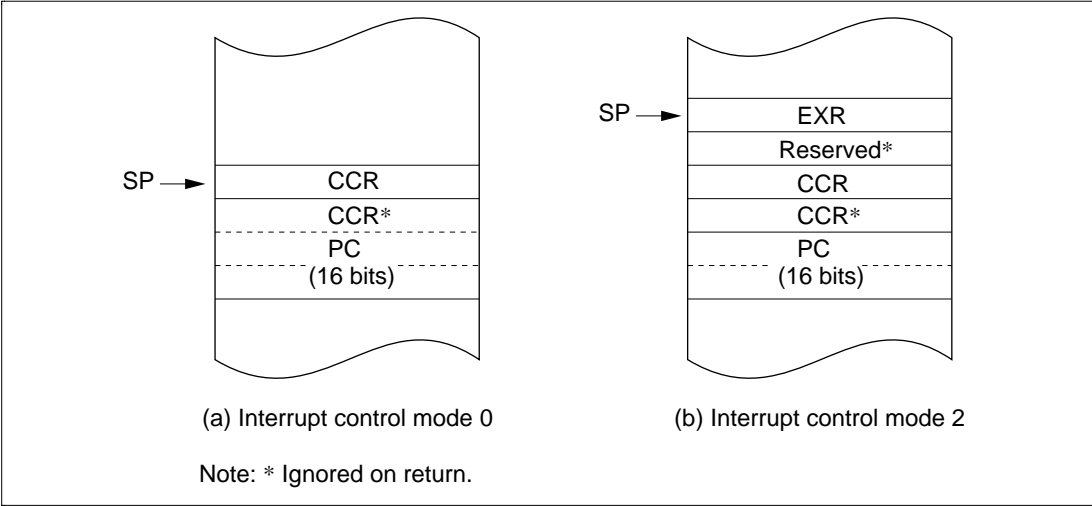 SP
CCR
CCR*
PC
(16 bits)
(a) Interrupt control mode 0
SP
EXR
Reserved*
CCR
CCR*
PC
(16 bits)
(b) Interrupt control mode 2
Note: * Ignored on return.